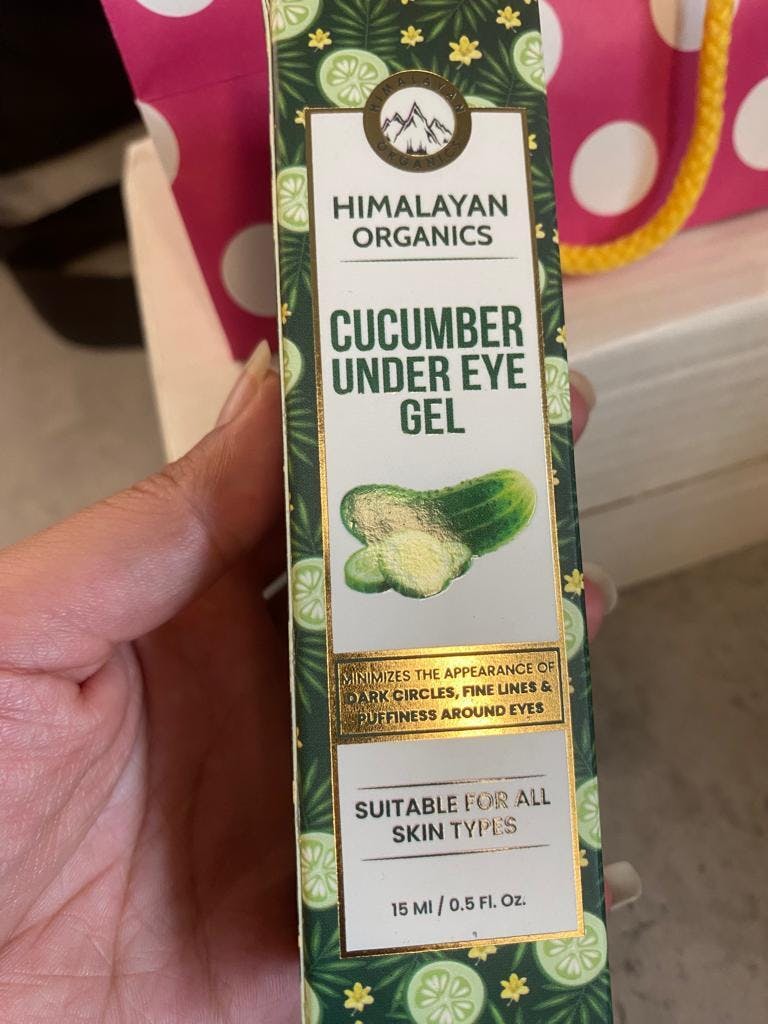 HIMALAYAN
ORGANICS
HIMALAYAN
ORGANICS
CUCUMBER
UNDER EYE
GEL
MINIMIZES THE APPEARANCE OF
DARK CIRCLES, FINE LINES &
PUFFINESS AROUND EYES
SUITABLE FOR ALL
SKIN TYPES
15 Ml / 0.5 Fl. Oz.